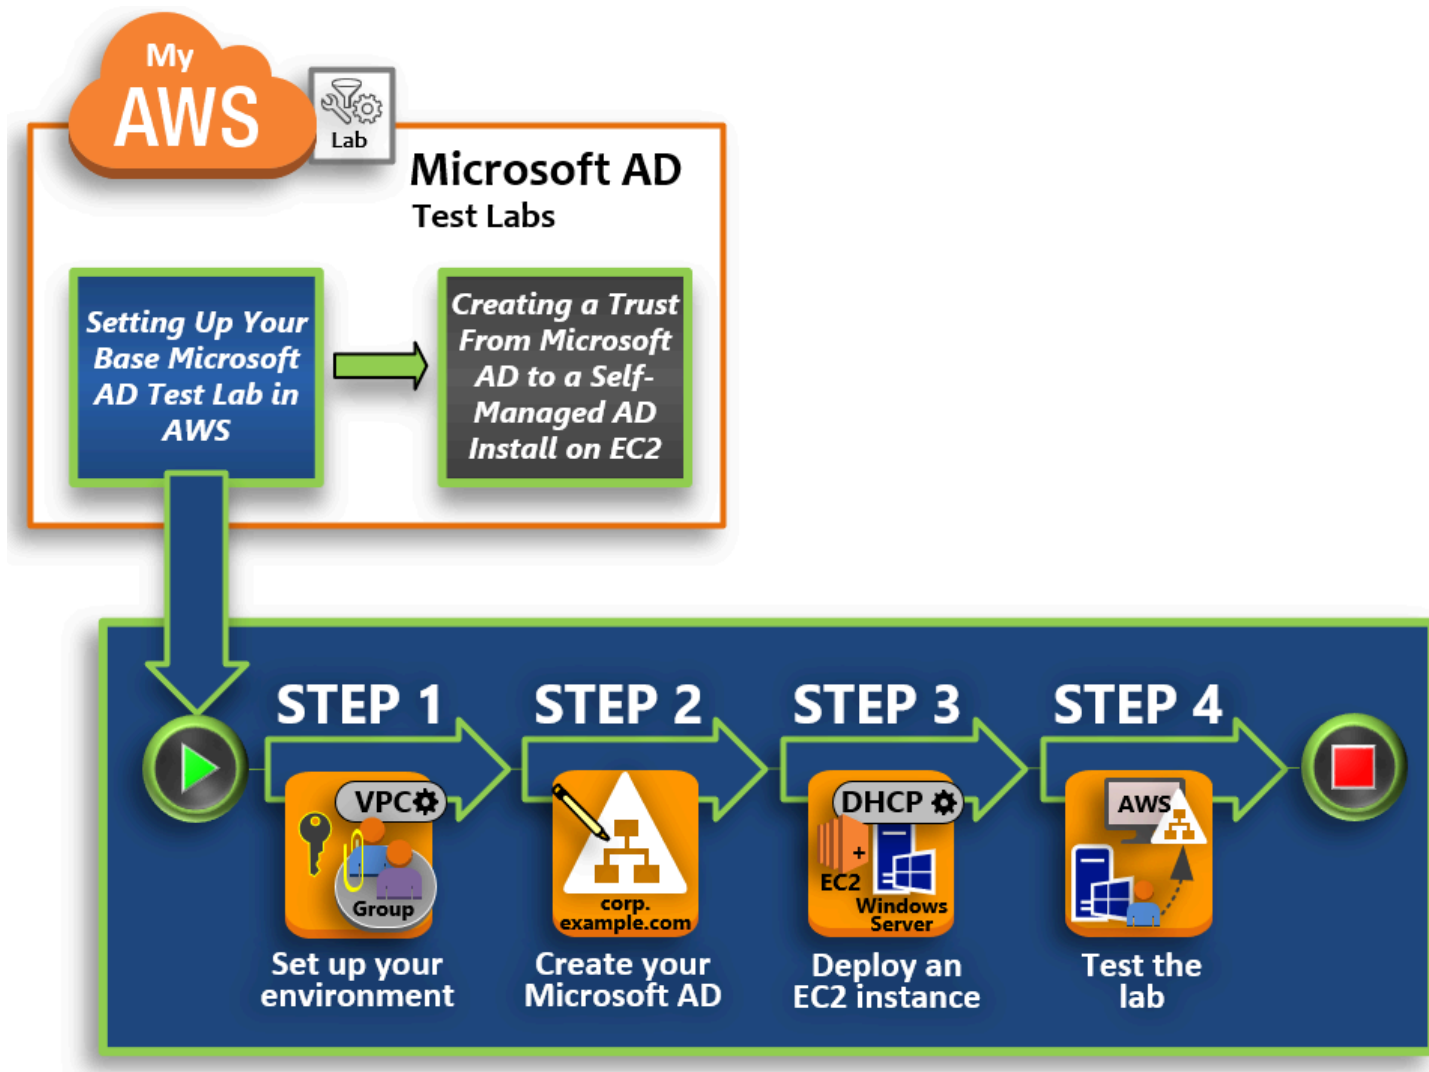 My
AWS
Lab
Microsoft AD
Test Labs
Setting Up Your
Base Microsoft
AD Test Lab in
AWS
Creating a Trust
From Microsoft
AD to a Self-
Managed AD
Install on EC2
STEP 1
VPC
Group
Set up your
environment
STEP 2
corp.
example.com
Create your
Microsoft AD
STEP 3
DHCP
+
EC2
Windows
Server
Deploy an
EC2 instance
STEP 4
AWS
Test the
lab